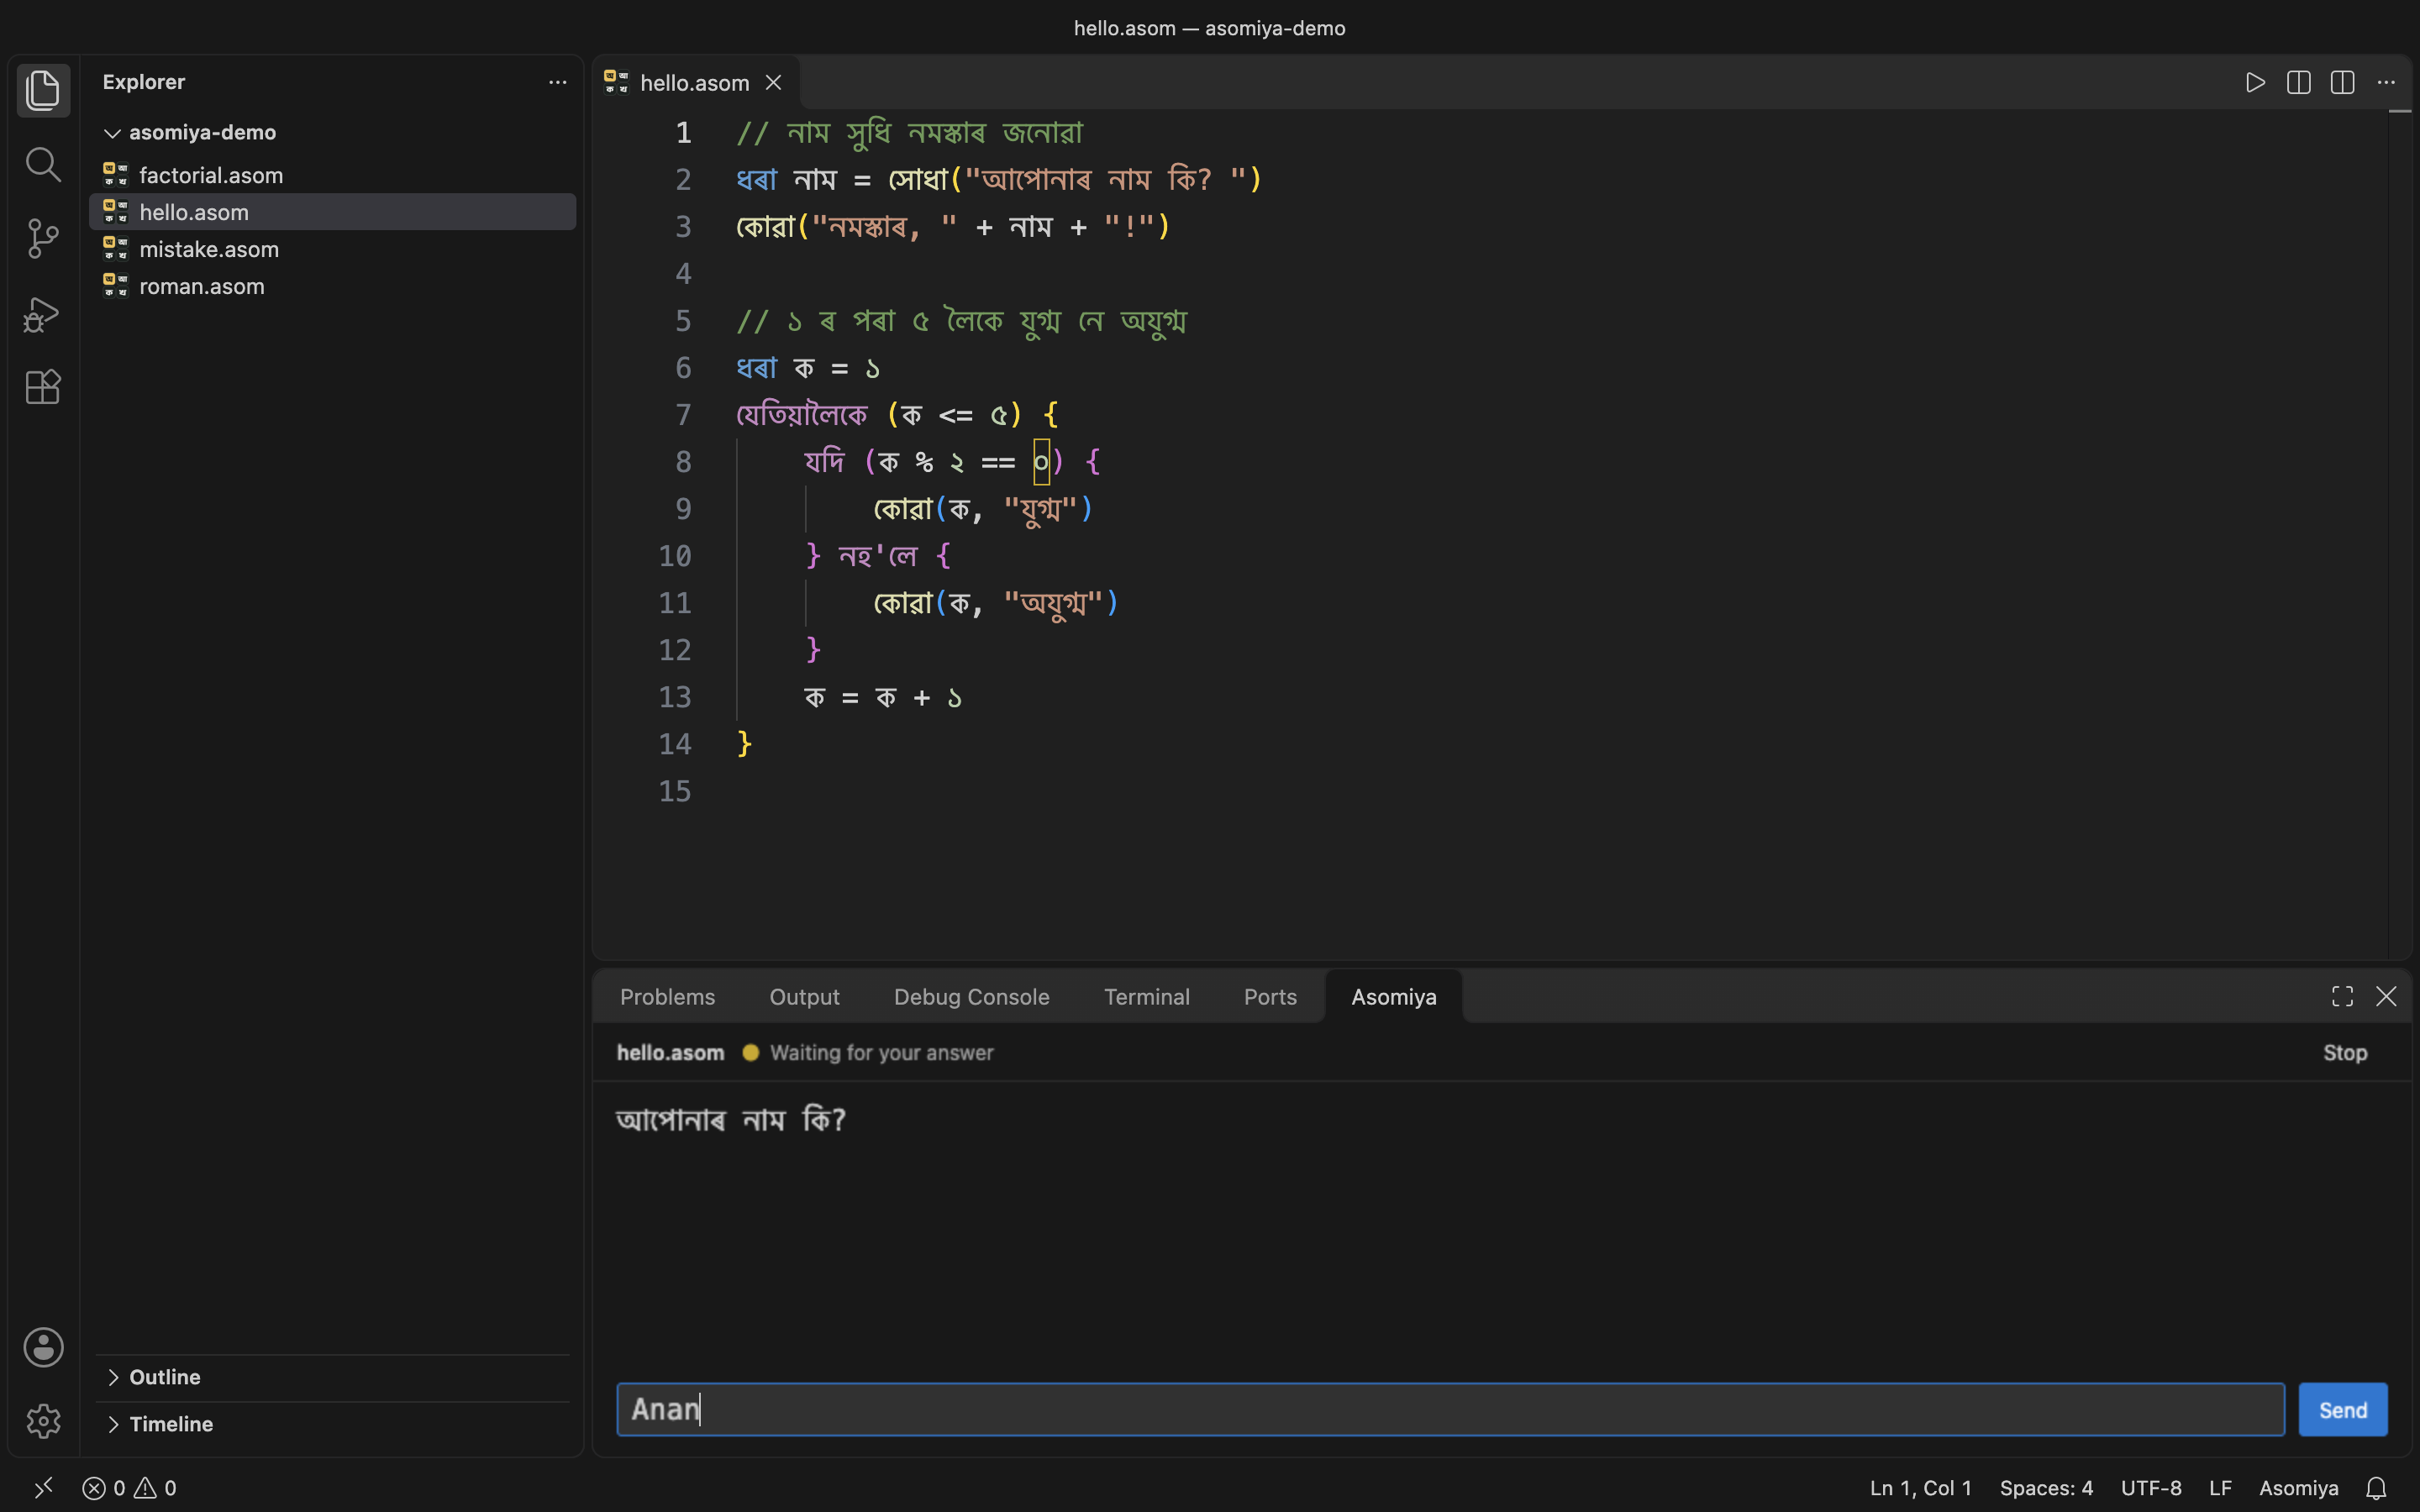 hello.asom — asomiya-demo
Explorer
asomiya-demo
factorial.asom
hello.asom
mistake.asom
roman.asom
Outline
Timeline
hello.asom
1 // নাম সুধি নমস্কাৰ জনোৱা
2 ধৰা নাম = সোধা("আপোনাৰ নাম কি? ")
3 কোৱা("নমস্কাৰ, " + নাম + "!")
4
5 // ১ ৰ পৰা ৫ লৈকে যুগ্ম নে অযুগ্ম
6 ধৰা ক = ১
7 যেতিয়ালৈকে (ক <= ৫) {
8 যদি (ক % ২ == ০) {
9 কোৱা(ক, "যুগ্ম")
10 } নহ'লে {
11 কোৱা(ক, "অযুগ্ম")
12 }
13 ক = ক + ১
14 }
15
Problems Output Debug Console Terminal Ports Asomiya
hello.asom Waiting for your answer Stop
আপোনাৰ নাম কি?
Anan Send
0 0 Ln 1, Col 1 Spaces: 4 UTF-8 LF Asomiya